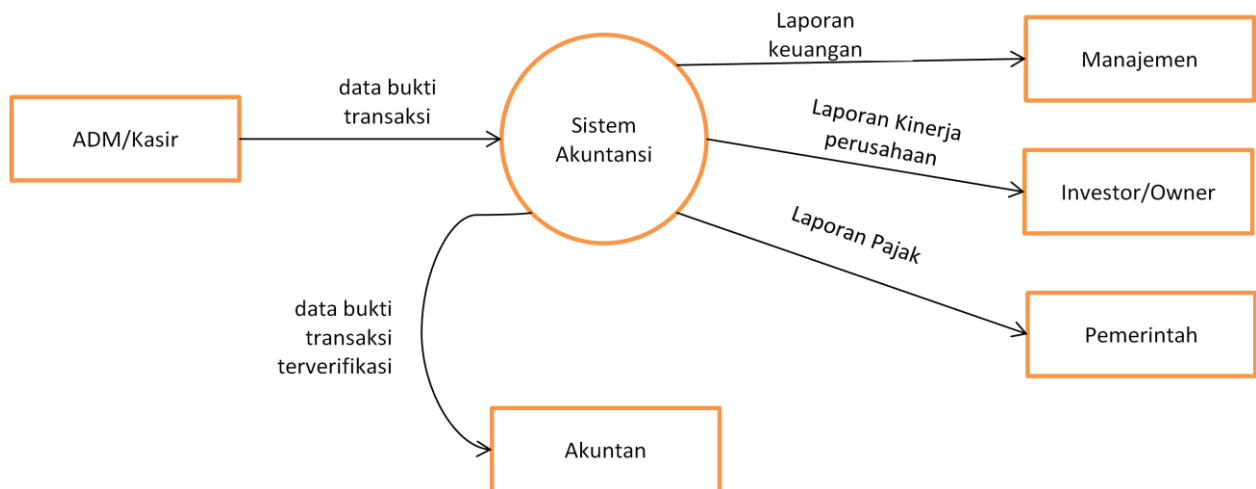 Laporan
keuangan
Manajemen
data bukti
transaksi
ADM/Kasir
Sistem
Akuntansi
Laporan Kinerja
perusahaan
Investor/Owner
Laporan Pajak
data bukti
transaksi
terverifikasi
Pemerintah
Akuntan